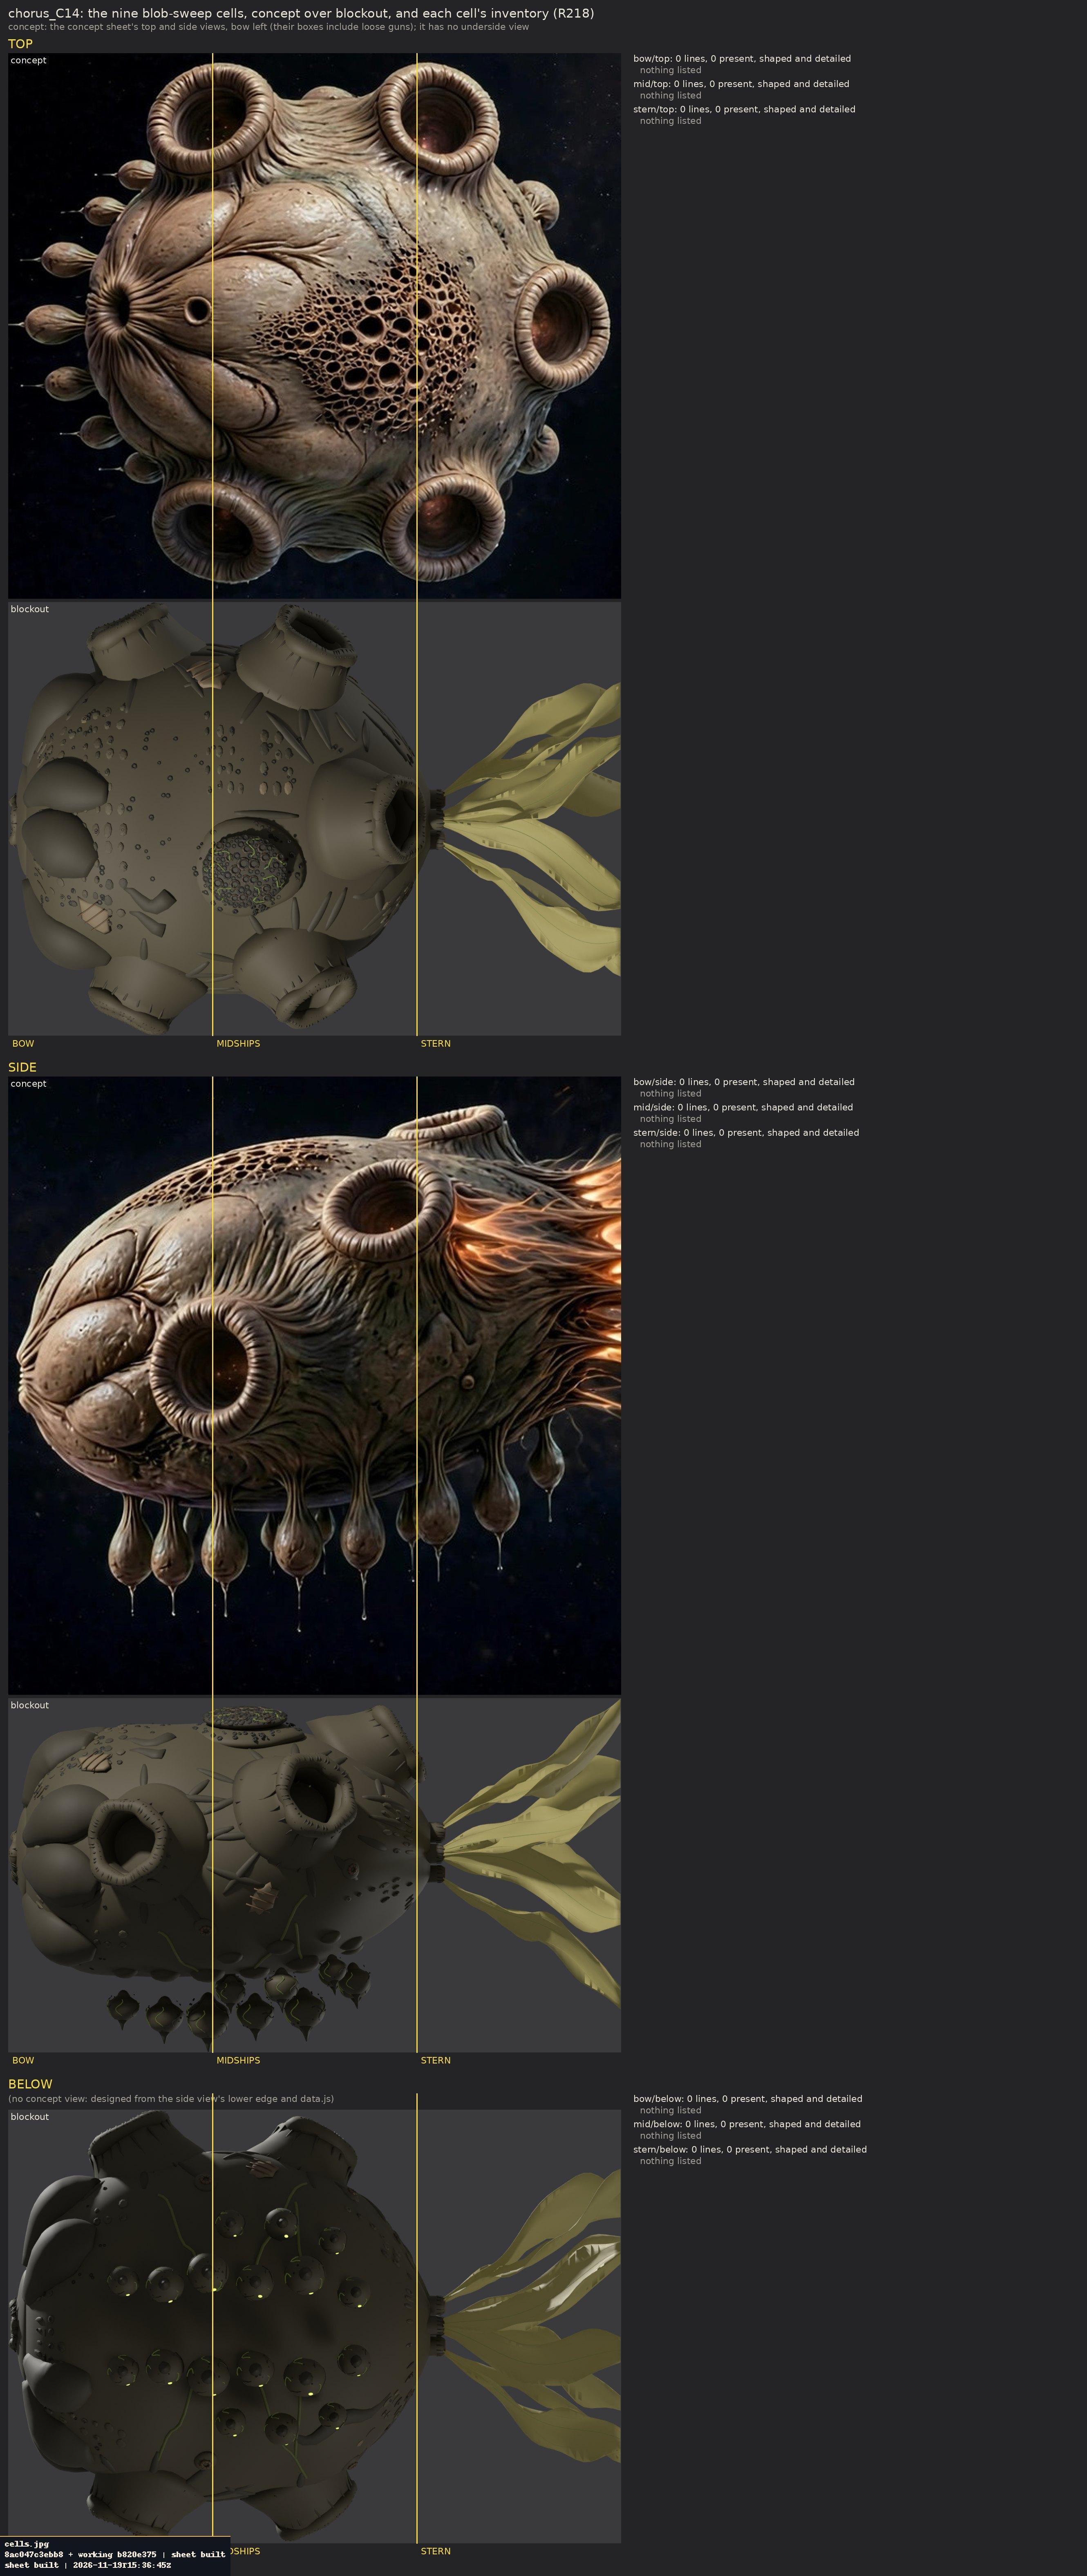 chorus_C14: the nine blob-sweep cells, concept over blockout, and each cell's inventory (R218)
concept: the concept sheet's top and side views, bow left (their boxes include loose guns); it has no underside view
TOP
concept
bow/top: 0 lines, 0 present, shaped and detailed
nothing listed
mid/top: 0 lines, 0 present, shaped and detailed
nothing listed
stern/top: 0 lines, 0 present, shaped and detailed
nothing listed
blockout
BOW
MIDSHIPS
STERN
SIDE
concept
bow/side: 0 lines, 0 present, shaped and detailed
nothing listed
mid/side: 0 lines, 0 present, shaped and detailed
nothing listed
stern/side: 0 lines, 0 present, shaped and detailed
nothing listed
blockout
BOW
MIDSHIPS
STERN
BELOW
(no concept view: designed from the side view's lower edge and data.js)
bow/below: 0 lines, 0 present, shaped and detailed
nothing listed
mid/below: 0 lines, 0 present, shaped and detailed
nothing listed
stern/below: 0 lines, 0 present, shaped and detailed
nothing listed
blockout
DSHIPS
STERN
cells.jpg
8ac047c3ebb8 + working b820e375 | sheet built
sheet built | 2026-11-19T15:36:45Z